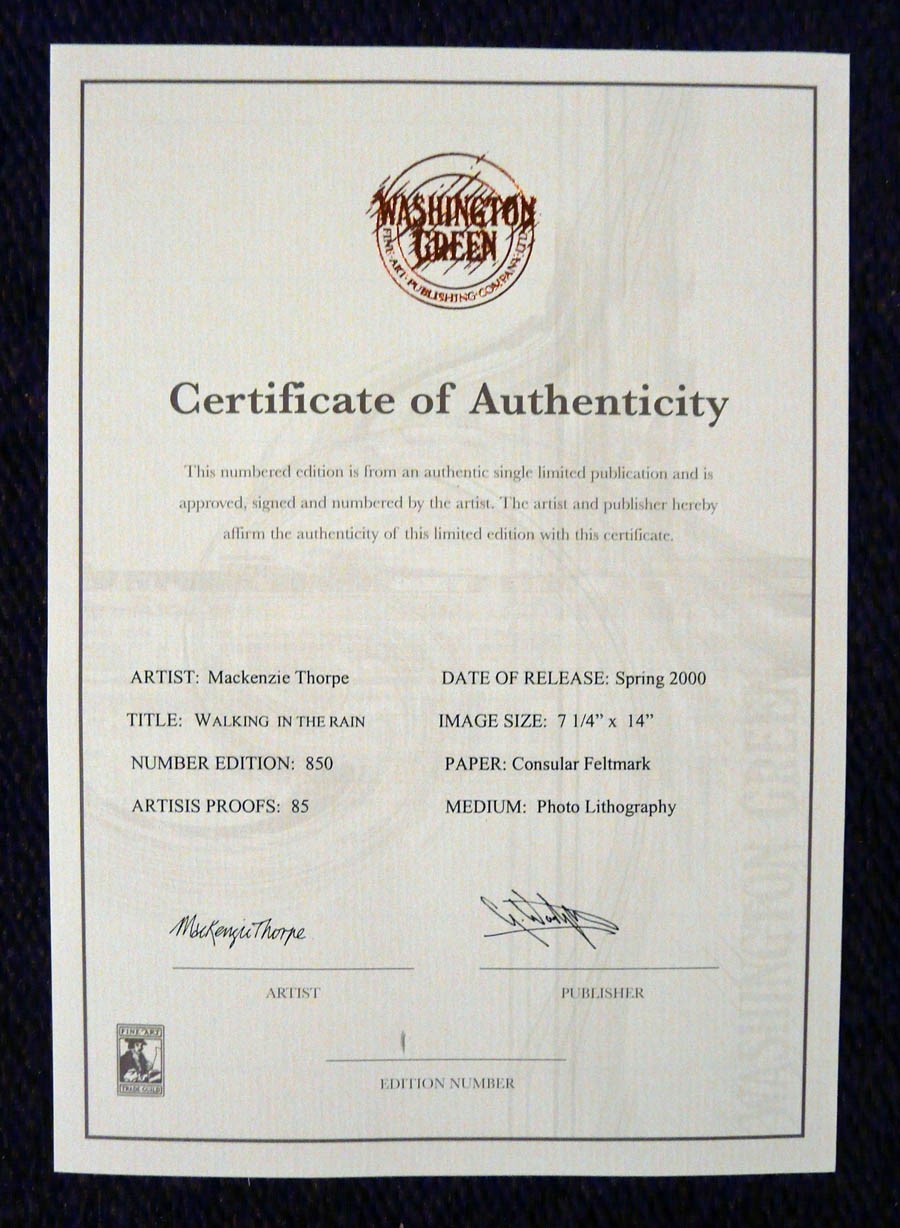 WASHINGTON
GREEN
FINE·ART·PUBLISHING·COMPANY·LTD·
Certificate of Authenticity
This numbered edition is from an authentic single limited publication and is
approved, signed and numbered by the artist. The artist and publisher hereby
affirm the authenticity of this limited edition with this certificate.
ARTIST: Mackenzie Thorpe
DATE OF RELEASE: Spring 2000
TITLE: WALKING IN THE RAIN
IMAGE SIZE: 7 1/4” x 14”
NUMBER EDITION: 850
PAPER: Consular Feltmark
ARTISIS PROOFS: 85
MEDIUM: Photo Lithography
MacKenzie Thorpe
ARTIST
PUBLISHER
EDITION NUMBER
FINE ART
TRADE GUILD
WASHINGTON GREEN